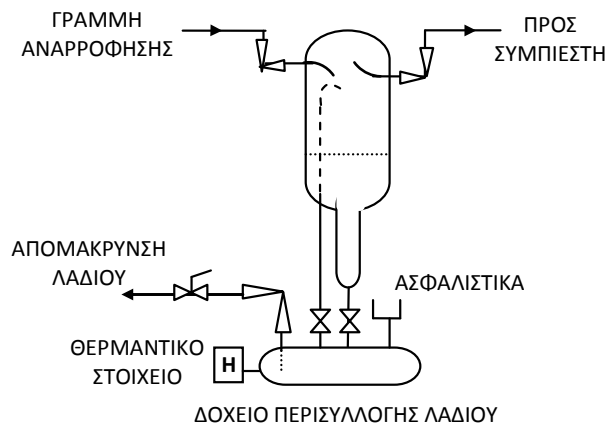 ΓΡΑΜΜΗ
ΑΝΑΡΡΟΦΗΣΗΣ
ΠΡΟΣ
ΣΥΜΠΙΕΣΤΗ
ΑΠΟΜΑΚΡΥΝΣΗ
ΛΑΔΙΟΥ
ΑΣΦΑΛΙΣΤΙΚΑ
ΘΕΡΜΑΝΤΙΚΟ
ΣΤΟΙΧΕΙΟ
H
ΔΟΧΕΙΟ ΠΕΡΙΣΥΛΛΟΓΗΣ ΛΑΔΙΟΥ